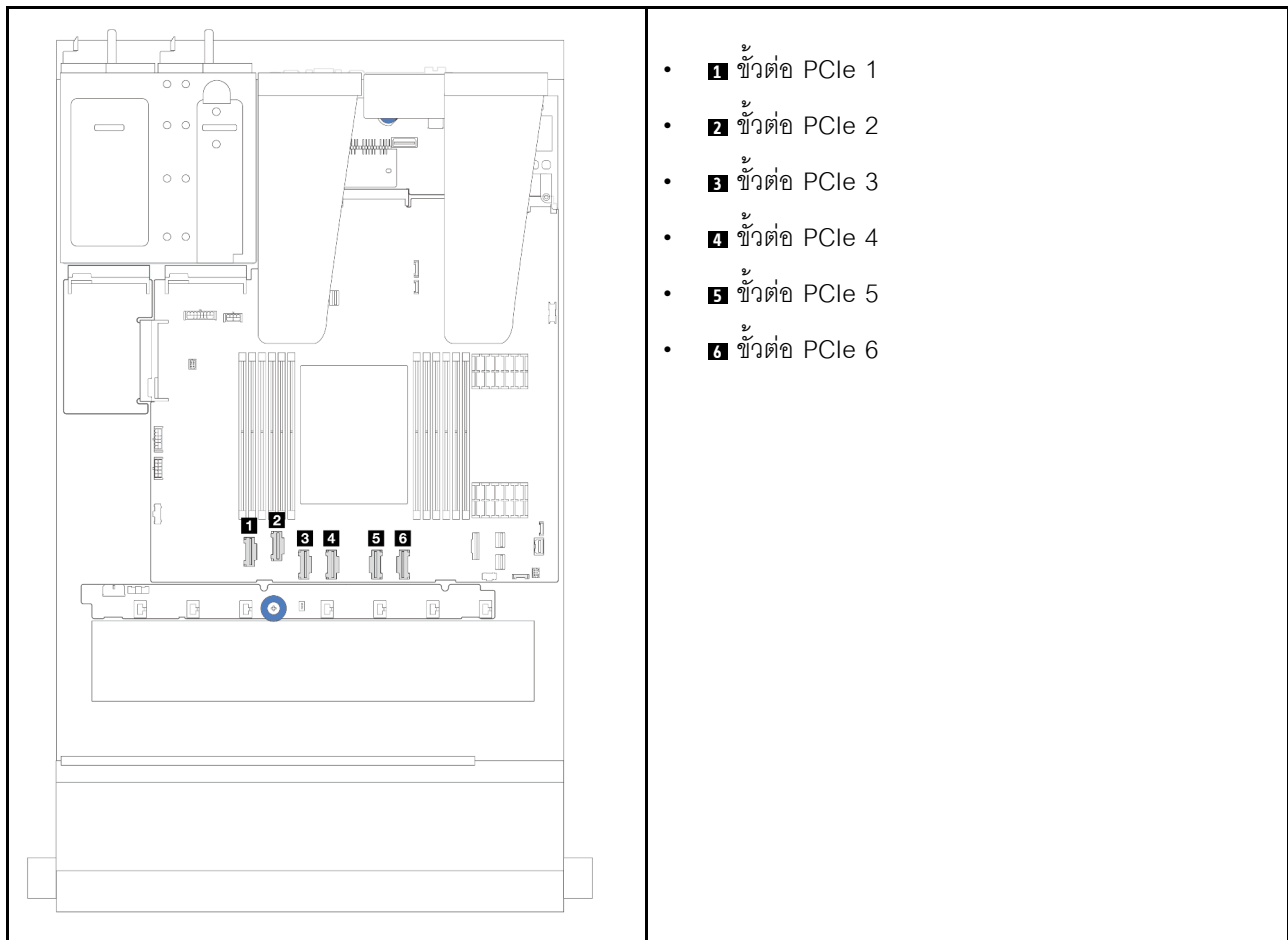 1
2
3
4
5
6
• 1 ขั้วต่อ PCIe 1
• 2 ขั้วต่อ PCIe 2
• 3 ขั้วต่อ PCIe 3
• 4 ขั้วต่อ PCIe 4
• 5 ขั้วต่อ PCIe 5
• 6 ขั้วต่อ PCIe 6